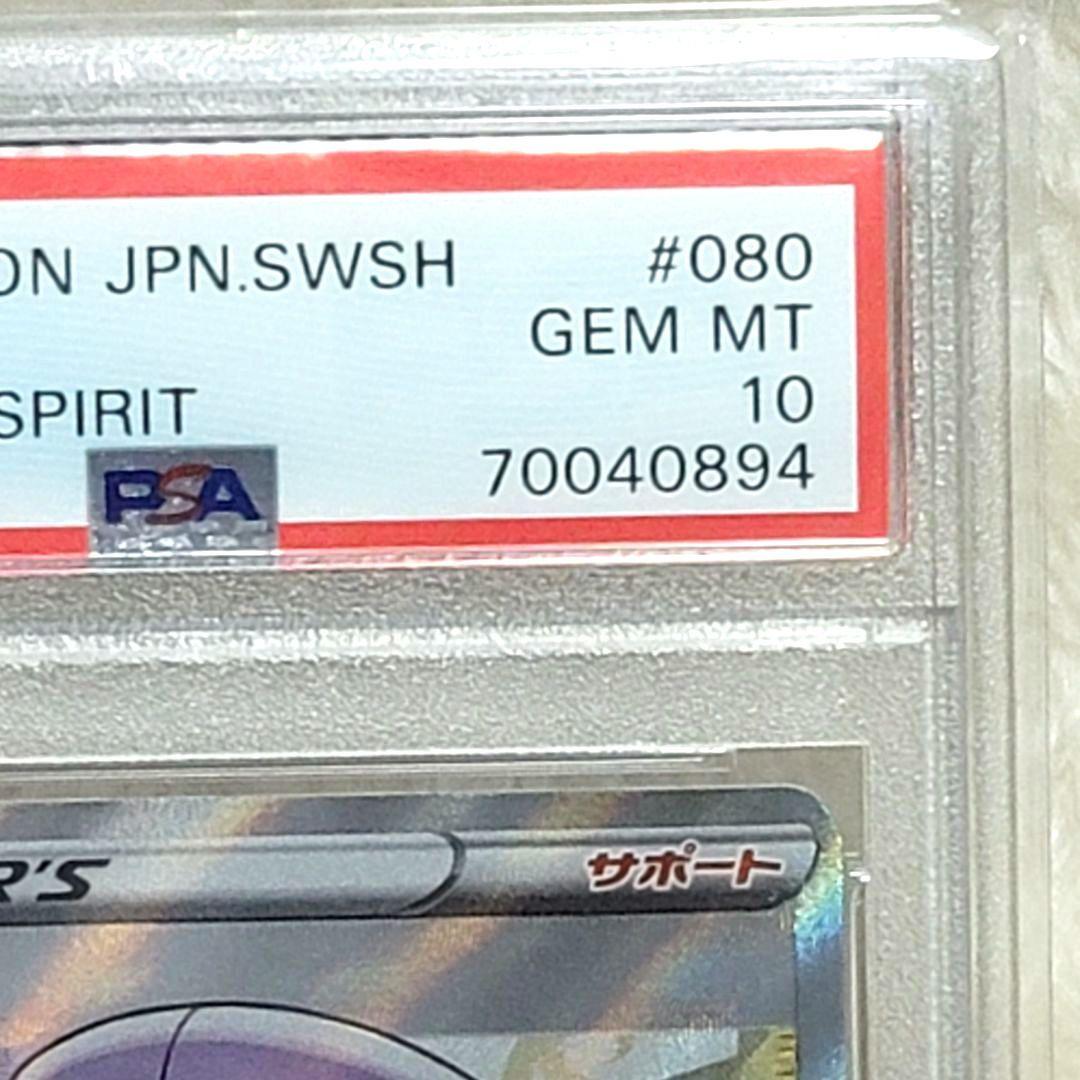 ON JPN.SWSH #080
GEM MT
SPIRIT 10
PSA 70040894
R'S サポート